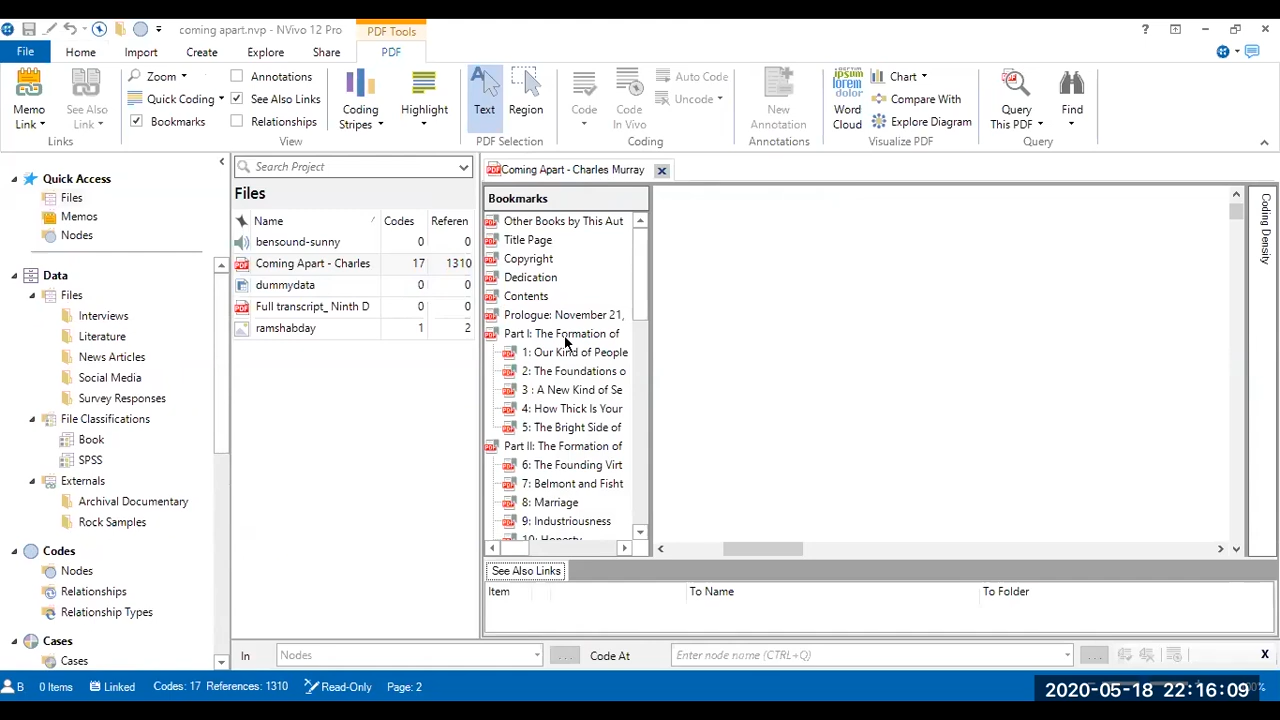 coming apart.nvp - NVivo 12 Pro
PDF Tools
File Home Import Create Explore Share PDF
Memo Link
See Also Link
Links
Zoom
Quick Coding
Bookmarks
Annotations
See Also Links
Relationships
Coding Stripes
Highlight
View
Text
Region
PDF Selection
Code
Code In Vivo
Auto Code
Uncode
Coding
New Annotation
Annotations
Word Cloud
Chart
Compare With
Explore Diagram
Visualize PDF
Query This PDF
Find
Query
Quick Access
Files
Memos
Nodes
Data
Files
Interviews
Literature
News Articles
Social Media
Survey Responses
File Classifications
Book
SPSS
Externals
Archival Documentary
Rock Samples
Codes
Nodes
Relationships
Relationship Types
Cases
Cases
Search Project
Files
Name Codes Referen
bensound-sunny 0 0
Coming Apart - Charles 17 1310
dummydata 0 0
Full transcript_ Ninth D 0 0
ramshabday 1 2
Coming Apart - Charles Murray
Bookmarks
Other Books by This Aut
Title Page
Copyright
Dedication
Contents
Prologue: November 21,
Part I: The Formation of
1: Our Kind of People
2: The Foundations o
3 : A New Kind of Se
4: How Thick Is Your
5: The Bright Side of
Part II: The Formation of
6: The Founding Virt
7: Belmont and Fisht
8: Marriage
9: Industriousness
10: Honesty
Coding Density
See Also Links
Item To Name To Folder
In Nodes ... Code At Enter node name (CTRL+Q) ... X
B 0 Items Linked Codes: 17 References: 1310 Read-Only Page: 2
2020-05-18 22:16:09